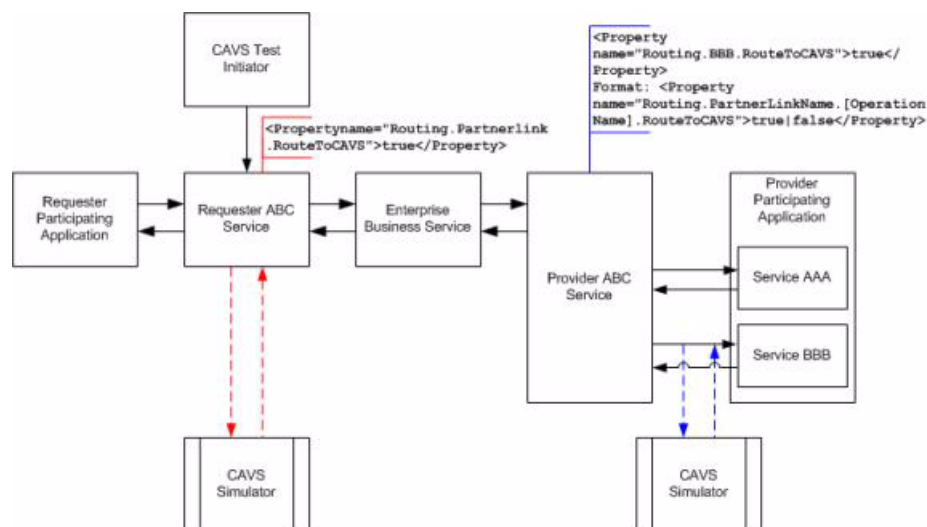 CAVS Test
Initiator
<Property
name="Routing.BBB.RouteToCAVS">true</
Property>
Format: <Property
name="Routing.PartnerLinkName.[Operation
Name].RouteToCAVS">true|false</Property>
<Propertyname="Routing.Partnerlink
.RouteToCAVS">true</Property>
Requester
Participating
Application
Requester ABC
Service
Enterprise
Business Service
Provider ABC
Service
Provider
Participating
Application
Service AAA
Service BBB
CAVS
Simulator
CAVS
Simulator